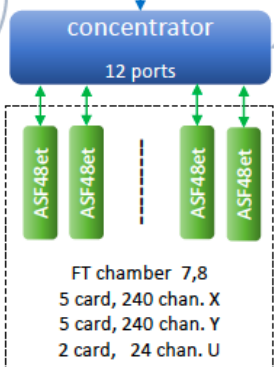 concentrator
12 ports
ASF48et
ASF48et
ASF48et
ASF48et
FT chamber 7,8
5 card, 240 chan. X
5 card, 240 chan. Y
2 card, 24 chan. U